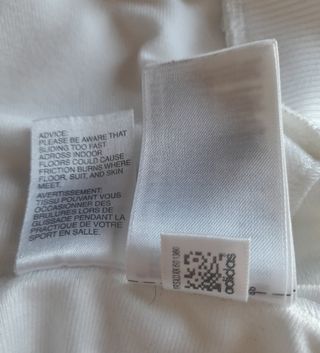 ADVICE:
PLEASE BE AWARE THAT
SLIDING TOO FAST
ADROSS INDOOR
FLOORS COULD CAUSE
FRICTION BURNS WHERE
FLOOR, SUIT, AND SKIN
MEET.
AVERTISSEMENT:
TISSU POUVANT VOUS
OCCASIONNER DES
BRULURES LORS DE
GLISSADE PENDANT LA
PRACTIQUE DE VOTRE
SPORT EN SALLE.
adidas